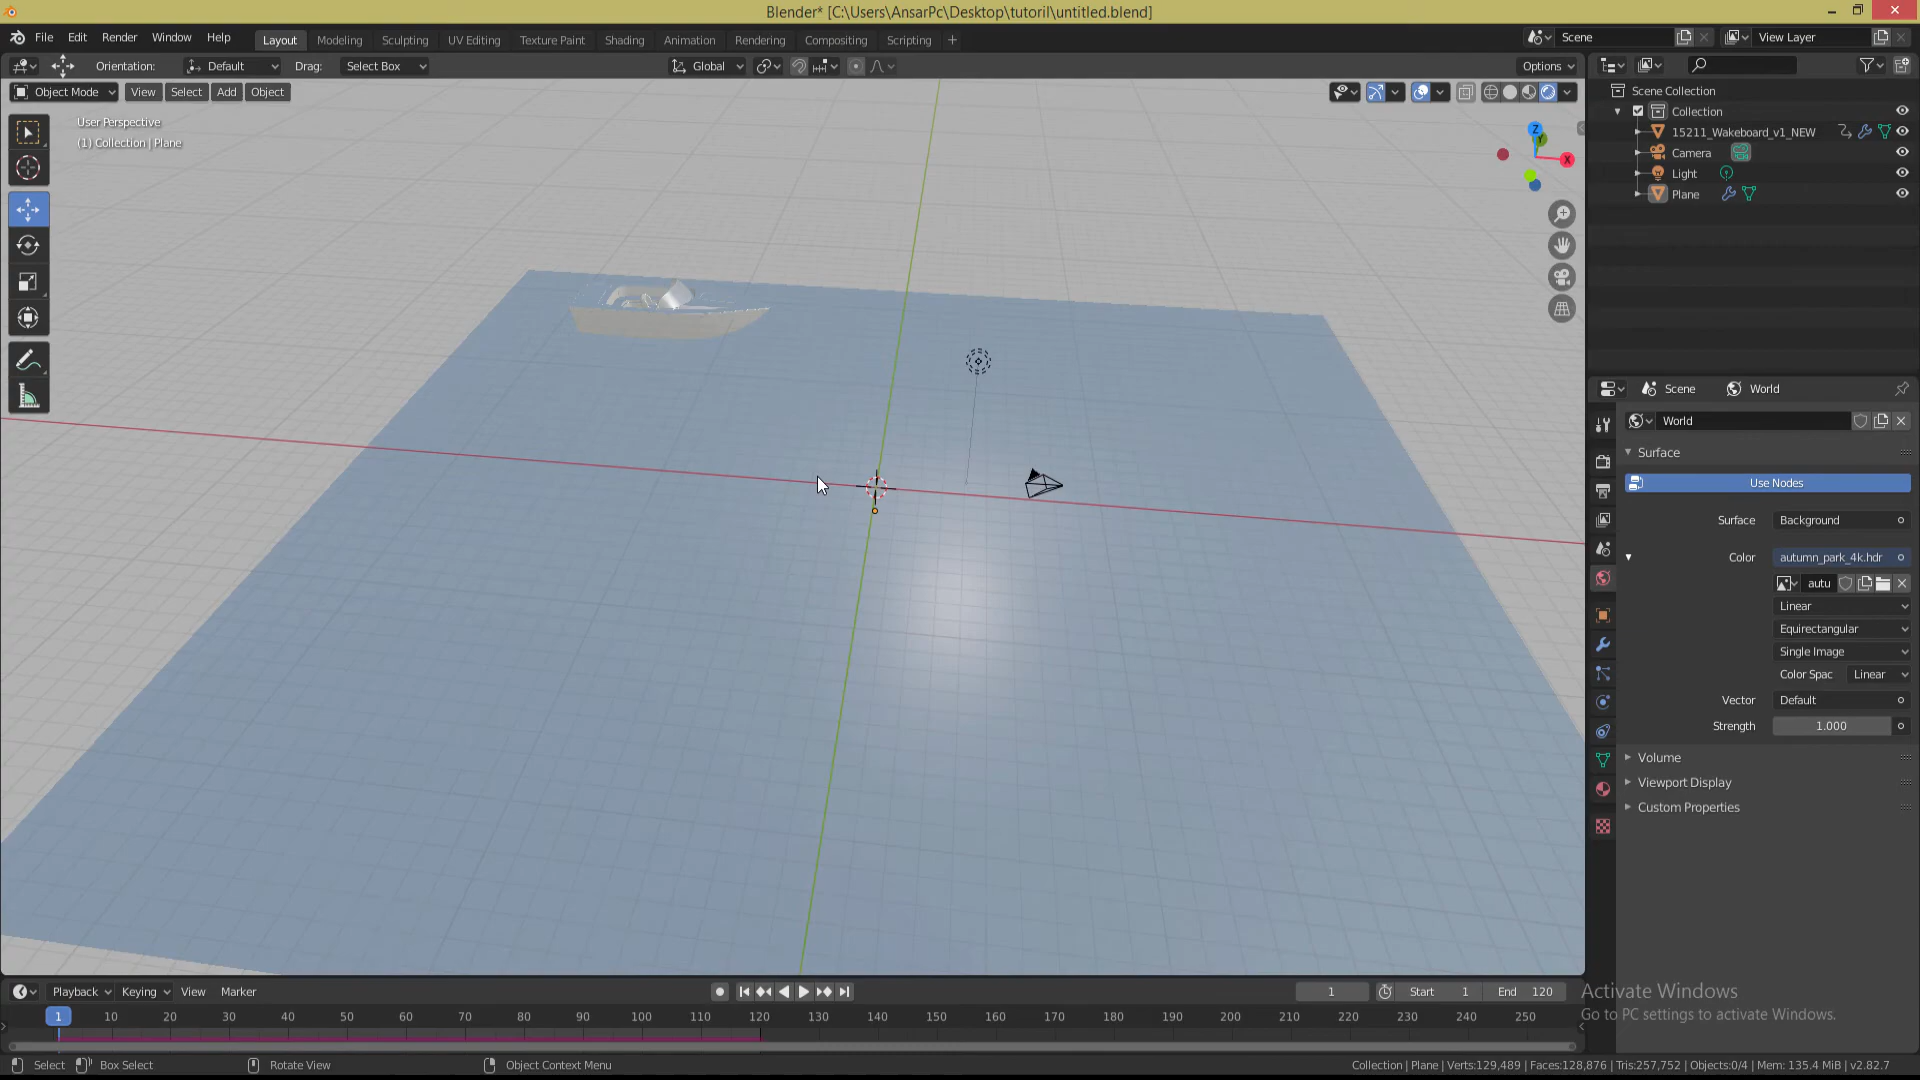 Blender* [C:\Users\AnsarPc\Desktop\tutoril\untitled.blend]
File Edit Render Window Help Layout Modeling Sculpting UV Editing Texture Paint Shading Animation Rendering Compositing Scripting + Scene View Layer
Orientation: Default Drag: Select Box Global Options
Object Mode View Select Add Object
User Perspective
(1) Collection | Plane
Z
Y
X
Scene Collection
Collection
15211_Wakeboard_v1_NEW
Camera
Light
Plane
Scene World
World
Surface
Use Nodes
Surface Background
Color autumn_park_4k.hdr
autu
Linear
Equirectangular
Single Image
Color Spac Linear
Vector Default
Strength 1.000
Volume
Viewport Display
Custom Properties
Playback Keying View Marker 1 Start 1 End 120
1 10 20 30 40 50 60 70 80 90 100 110 120 130 140 150 160 170 180 190 200 210 220 230 240 250
Activate Windows
Go to PC settings to activate Windows.
Select Box Select Rotate View Object Context Menu Collection | Plane | Verts:129,489 | Faces:128,876 | Tris:257,752 | Objects:0/4 | Mem: 135.4 MiB | v2.82.7